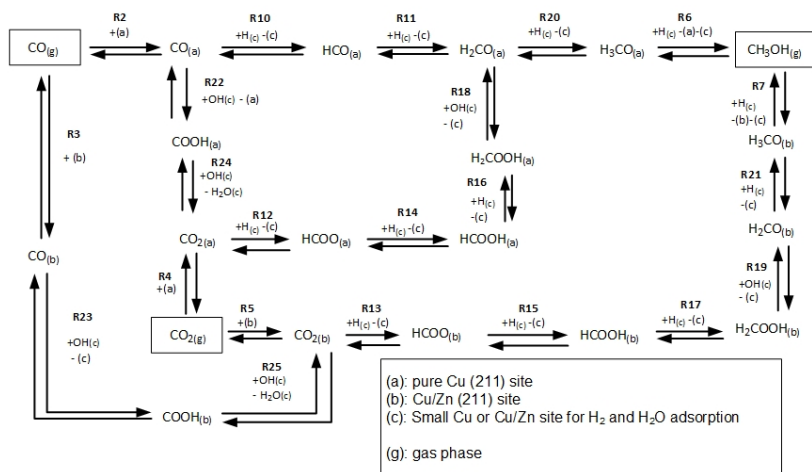 R2
+(a)
R10
+H(c) -(c)
R11
+H(c) -(c)
R20
+H(c) -(c)
R6
+H(c) -(a)-(c)
CO(g)
CO(a)
HCO(a)
H2CO(a)
H3CO(a)
CH3OH(g)
R22
+OH(c) - (a)
R18
+OH(c)
- (c)
R7
+H(c)
-(b)-(c)
R3
+ (b)
COOH(a)
H2COOH(a)
H3CO(b)
R24
+OH(c)
- H2O(c)
R16
+H(c)
-(c)
R21
+H(c)
-(c)
R12
+H(c) -(c)
R14
+H(c) -(c)
CO2(a)
HCOO(a)
HCOOH(a)
H2CO(b)
CO(b)
R4
+(a)
R19
+OH(c)
- (c)
R23
+OH(c)
- (c)
R5
+(b)
R13
+H(c) -(c)
R15
+H(c) -(c)
R17
+H(c) -(c)
CO2(g)
CO2(b)
HCOO(b)
HCOOH(b)
H2COOH(b)
R25
+OH(c)
- H2O(c)
COOH(b)
(a): pure Cu (211) site
(b): Cu/Zn (211) site
(c): Small Cu or Cu/Zn site for H2 and H2O adsorption
(g): gas phase